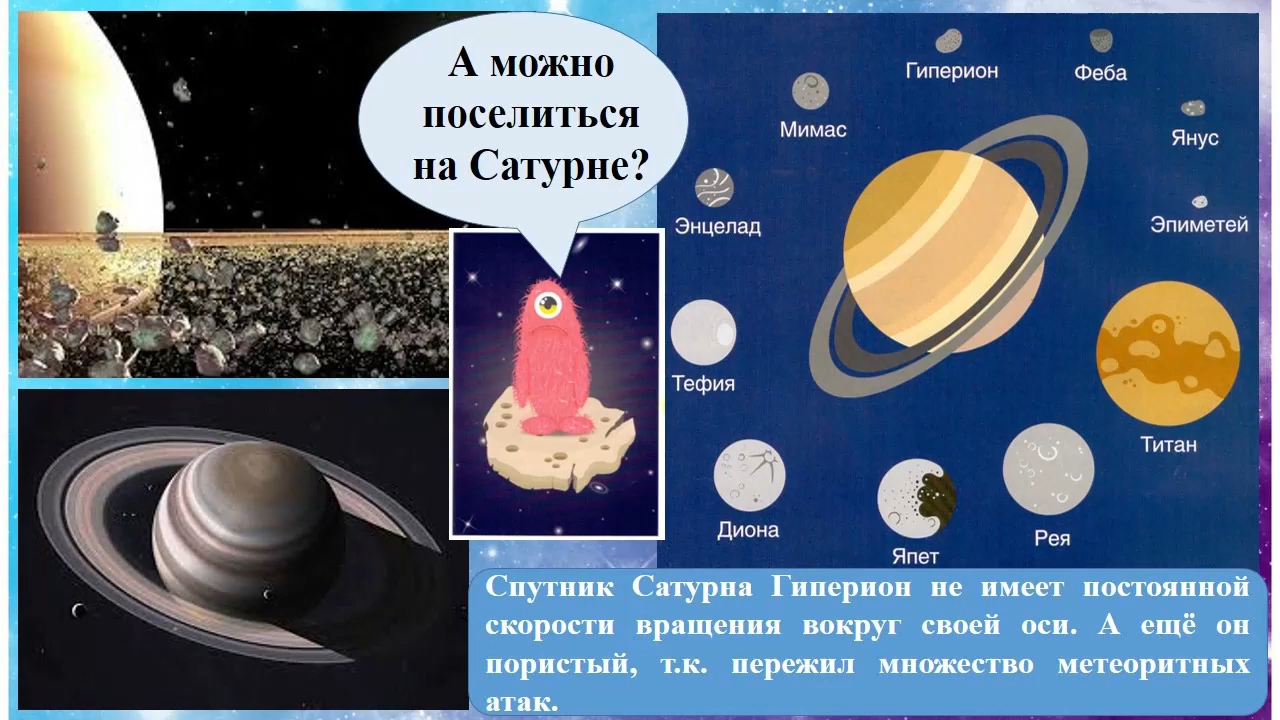 А можно
поселиться
на Сатурне?
Гиперион
Феба
Мимас
Янус
Энцелад
Эпиметей
Тефия
Титан
Диона
Япет
Рея
Спутник Сатурна Гиперион не имеет постоянной
скорости вращения вокруг своей оси. А ещё он
пористый, т.к. пережил множество метеоритных
атак.